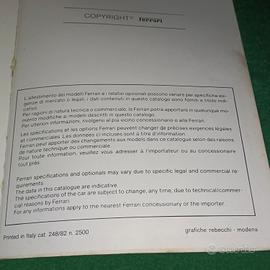 COPYRIGHT® Ferrari
L'allestimento dei modelli Ferrari e i relativi optionals possono variare per specifiche esi-
genze di mercato o legali; i dati contenuti in questo catalogo sono forniti a titolo indi-
cativo.
Per ragioni di natura tecnica o commerciale, la Ferrari potrà apportare in qualunque mo-
mento modifiche ai modelli descritti in questo catalogo.
Per ulteriori informazioni, rivolgersi al più vicino concessionario o alla Ferrari.
Les spécifications et les options Ferrari peuvent changer de précises exigences légales
et commerciales. Les données ci incluses sont à titre d'information.
Ferrari peut apporter des changements aux modèles dans ce catalogue selon des raisons
de nature technique ou commerciale.
Pour toute information, veuillez vous adresser à l'importateur ou au concessionnaire
tout près.
Ferrari specifications and optionals may vary due to specific legal and commercial re-
quirements.
The data in this catalogue are indicative.
The specifications of the car are subject to change, any time, due to technical/commer-
cial reasons by Ferrari.
For any informations apply to the nearest Ferrari concessionary or the importer.
Printed in Italy cat. 248/82 n. 2500
grafiche rebecchi - modena